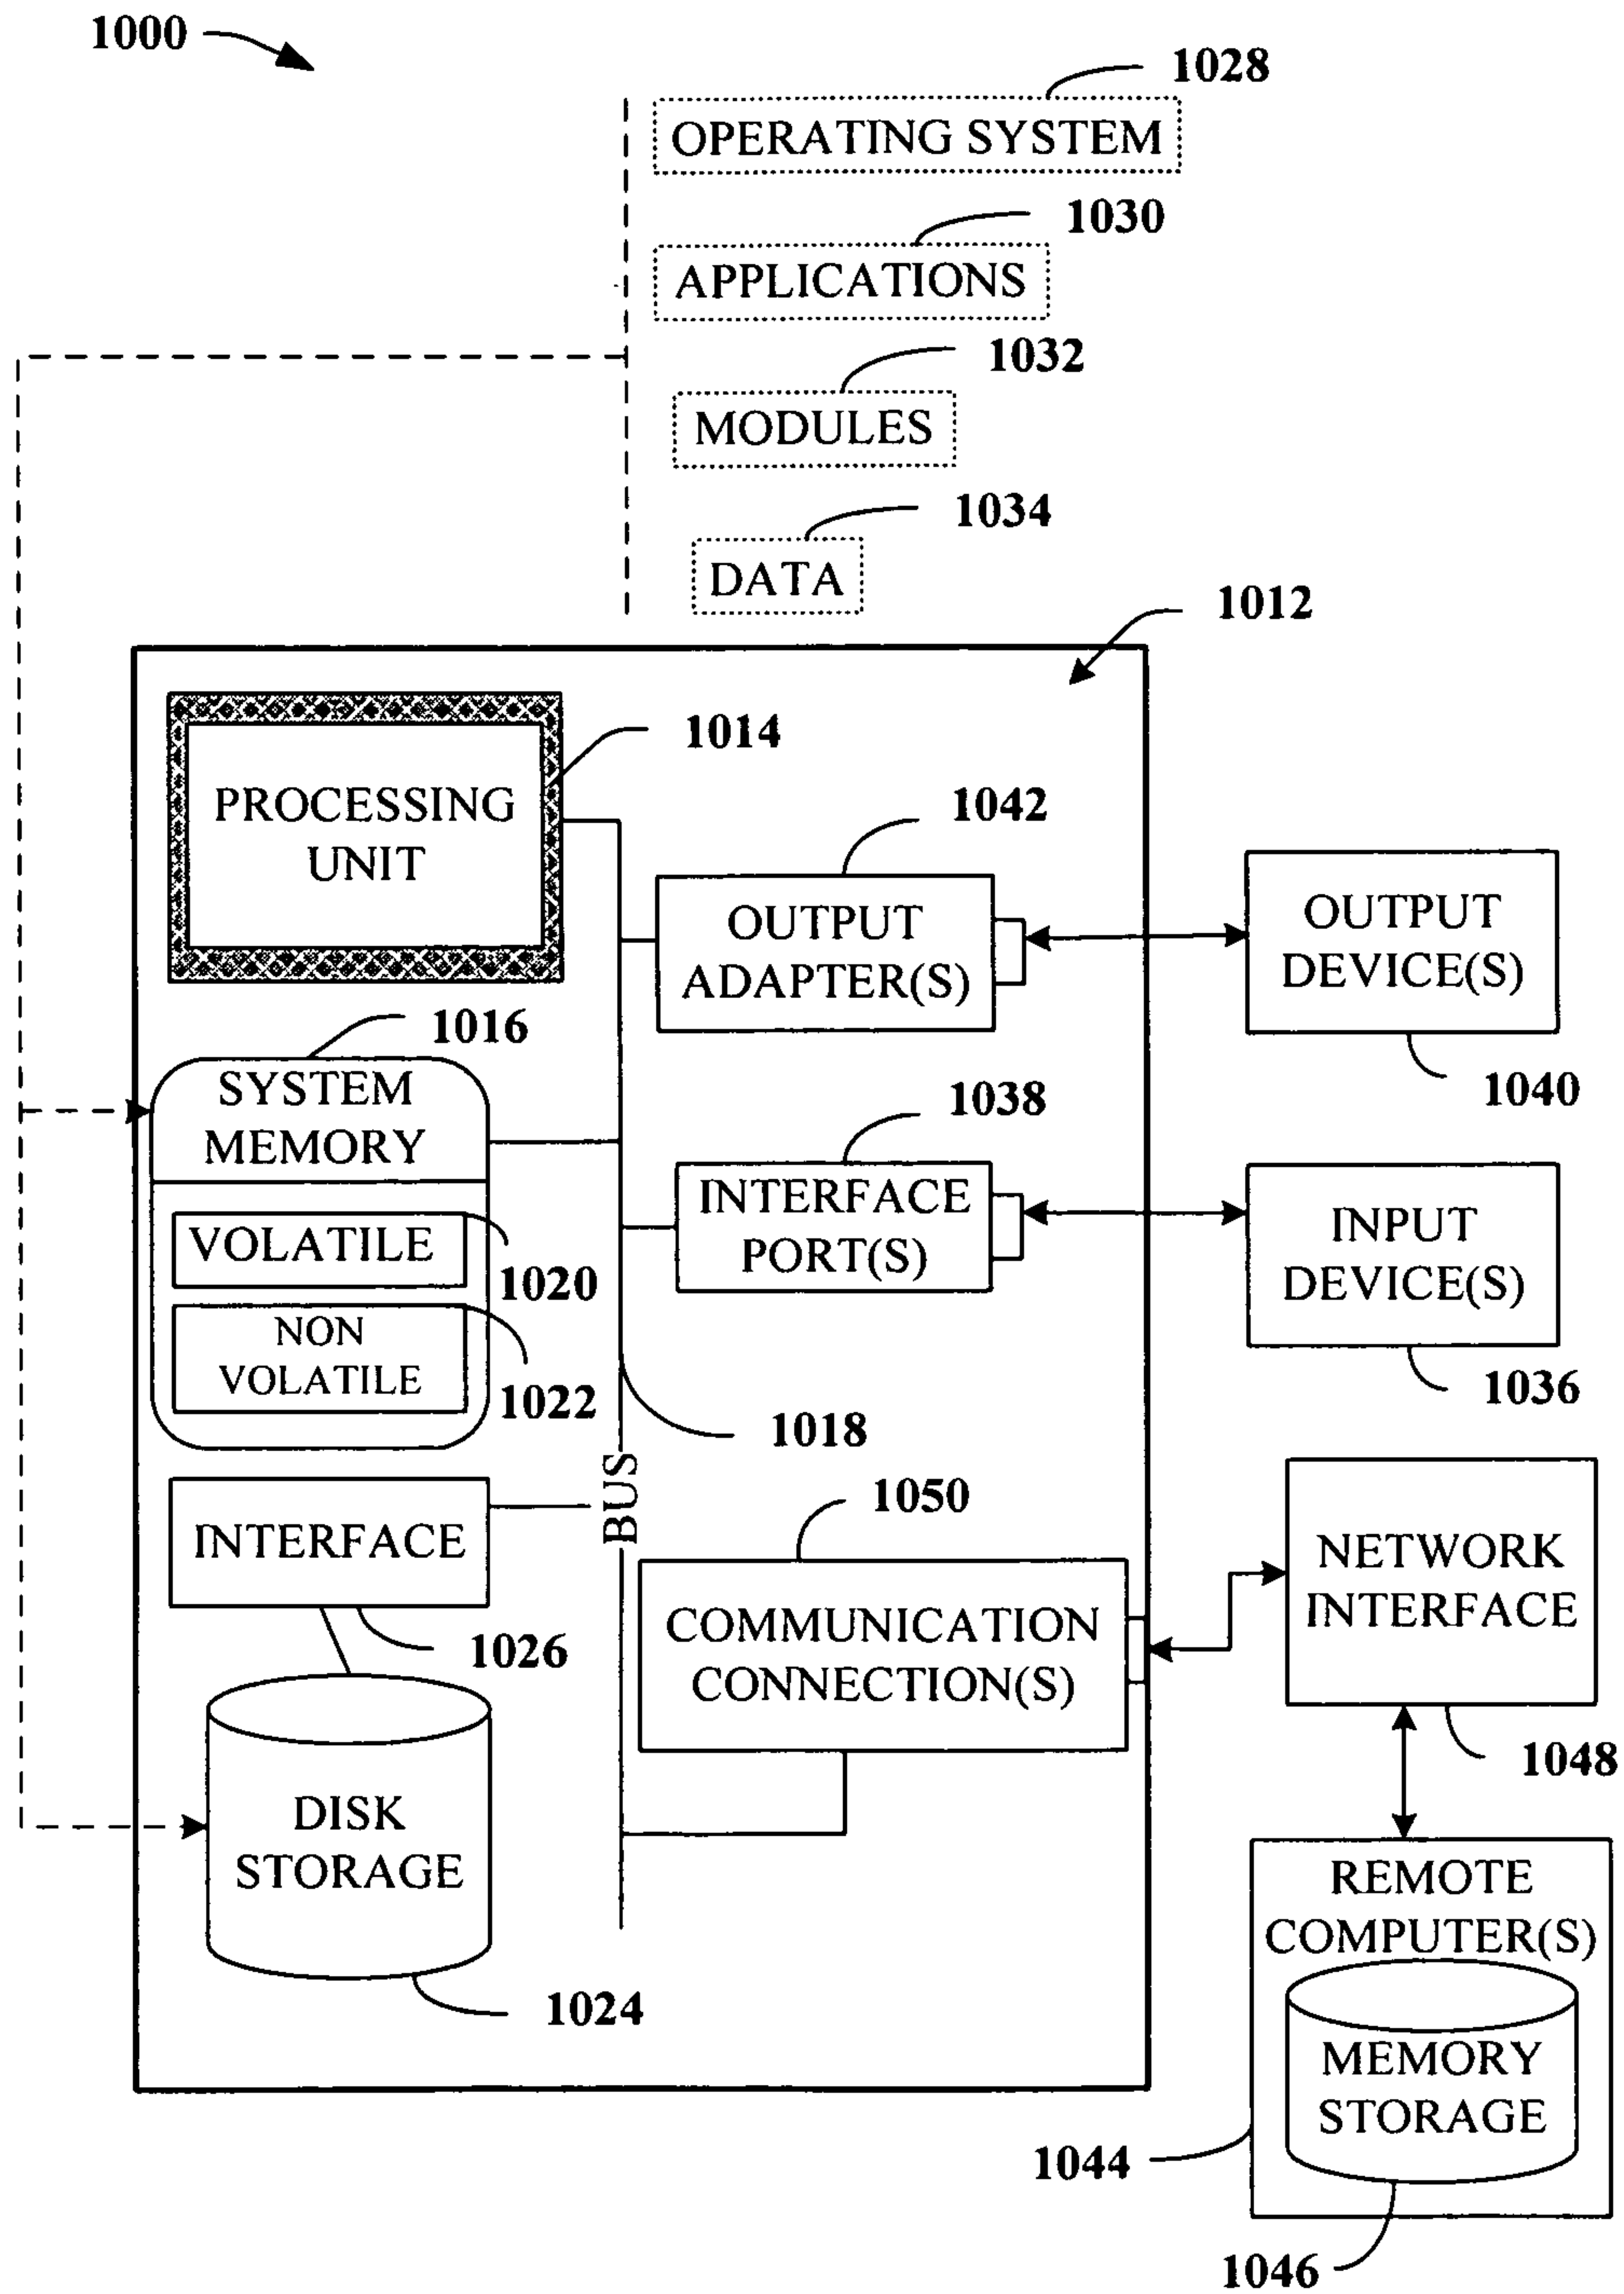 1000
1028
OPERATING SYSTEM
1030
APPLICATIONS
1032
MODULES
1034
DATA
1012
1014
PROCESSING
UNIT
1042
OUTPUT
ADAPTER(S)
OUTPUT
DEVICE(S)
1040
1016
SYSTEM
MEMORY
1038
INTERFACE
PORT(S)
INPUT
DEVICE(S)
1036
VOLATILE
1020
NON
VOLATILE
1022
1018
BUS
INTERFACE
1026
1050
COMMUNICATION
CONNECTION(S)
NETWORK
INTERFACE
1048
DISK
STORAGE
1024
REMOTE
COMPUTER(S)
MEMORY
STORAGE
1044
1046